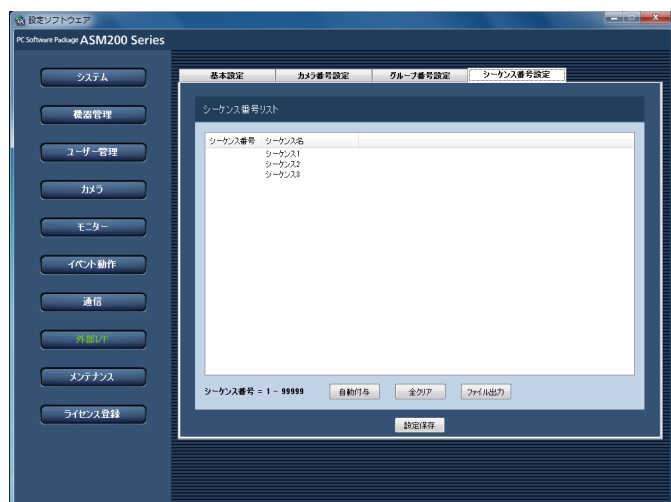 設定ソフトウェア
PC Software Package ASM200 Series
システム
機器管理
ユーザー管理
カメラ
モニター
イベント動作
通信
外部I/F
メンテナンス
ライセンス登録
基本設定 カメラ番号設定 グループ番号設定 シーケンス番号設定
シーケンス番号リスト
シーケンス番号 シーケンス名
シーケンス1
シーケンス2
シーケンス3
シーケンス番号 = 1 - 99999 自動付与 全クリア ファイル出力
設定保存